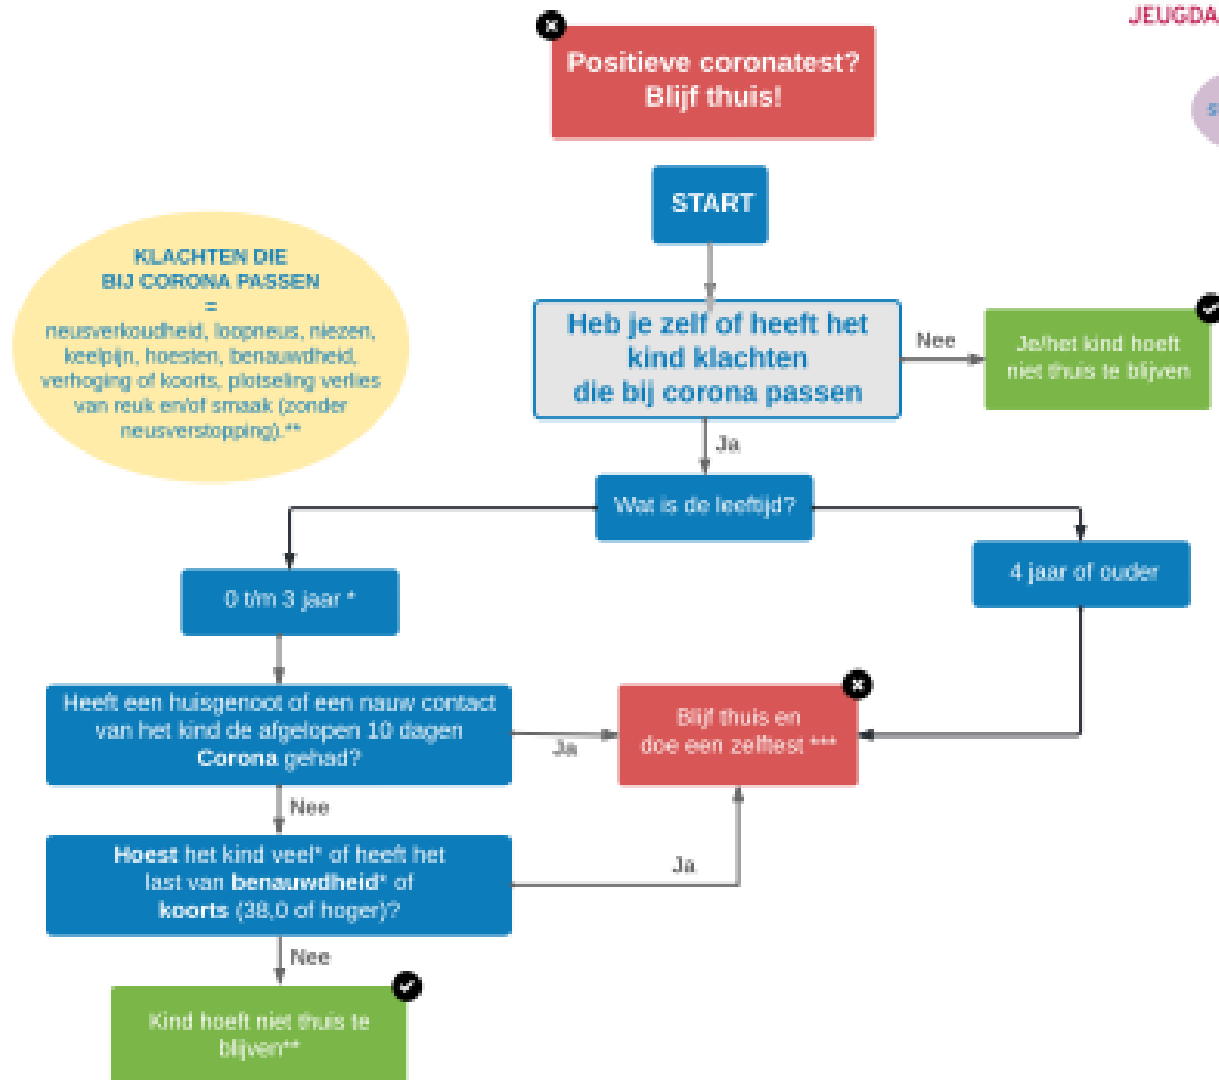 JEUGDA
Positieve coronatest?
Blijf thuis!
START
KLACHTEN DIE
BIJ CORONA PASSEN
=
neusverkoudheid, loopneus, niezen,
keelpijn, hoesten, benauwdheid,
verhoging of koorts, plotseling verlies
van reuk en/of smaak (zonder
neusverstopping).**
Heb je zelf of heeft het
kind klachten
die bij corona passen
Nee
Je/het kind hoeft
niet thuis te blijven
Ja
Wat is de leeftijd?
0 t/m 3 jaar *
4 jaar of ouder
Heeft een huisgenoot of een nauw contact
van het kind de afgelopen 10 dagen
Corona gehad?
Ja
Blijf thuis en
doe een zelftest ***
Nee
Hoest het kind veel* of heeft het
last van benauwdheid* of
koorts (38,0 of hoger)?
Ja
Nee
Kind hoeft niet thuis te
blijven**